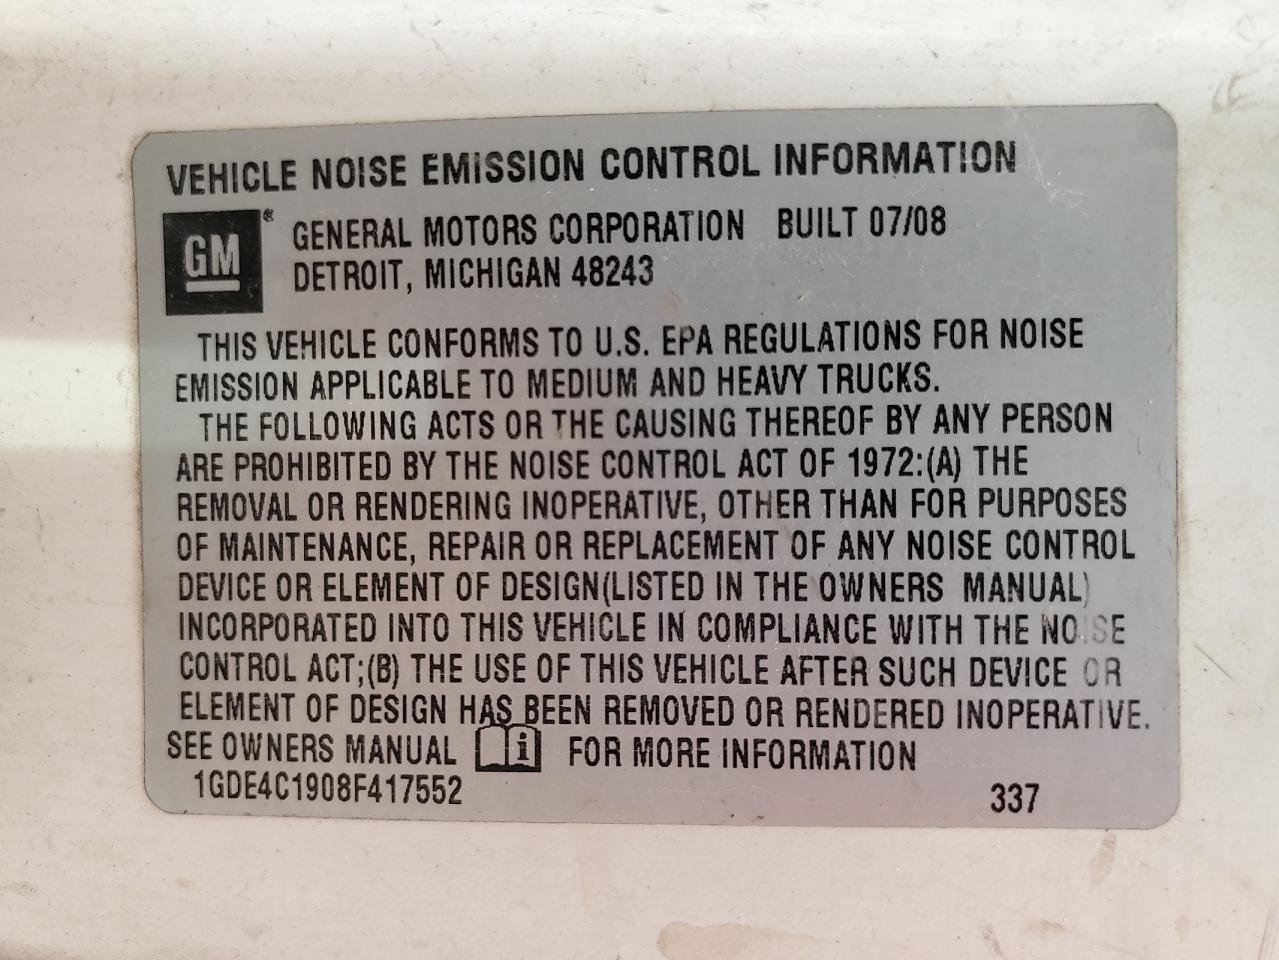 VEHICLE NOISE EMISSION CONTROL INFORMATION
GM® GENERAL MOTORS CORPORATION BUILT 07/08
DETROIT, MICHIGAN 48243
THIS VEHICLE CONFORMS TO U.S. EPA REGULATIONS FOR NOISE
EMISSION APPLICABLE TO MEDIUM AND HEAVY TRUCKS.
THE FOLLOWING ACTS OR THE CAUSING THEREOF BY ANY PERSON
ARE PROHIBITED BY THE NOISE CONTROL ACT OF 1972:(A) THE
REMOVAL OR RENDERING INOPERATIVE, OTHER THAN FOR PURPOSES
OF MAINTENANCE, REPAIR OR REPLACEMENT OF ANY NOISE CONTROL
DEVICE OR ELEMENT OF DESIGN(LISTED IN THE OWNERS MANUAL)
INCORPORATED INTO THIS VEHICLE IN COMPLIANCE WITH THE NOISE
CONTROL ACT;(B) THE USE OF THIS VEHICLE AFTER SUCH DEVICE OR
ELEMENT OF DESIGN HAS BEEN REMOVED OR RENDERED INOPERATIVE.
SEE OWNERS MANUAL i FOR MORE INFORMATION
1GDE4C1908F417552 337